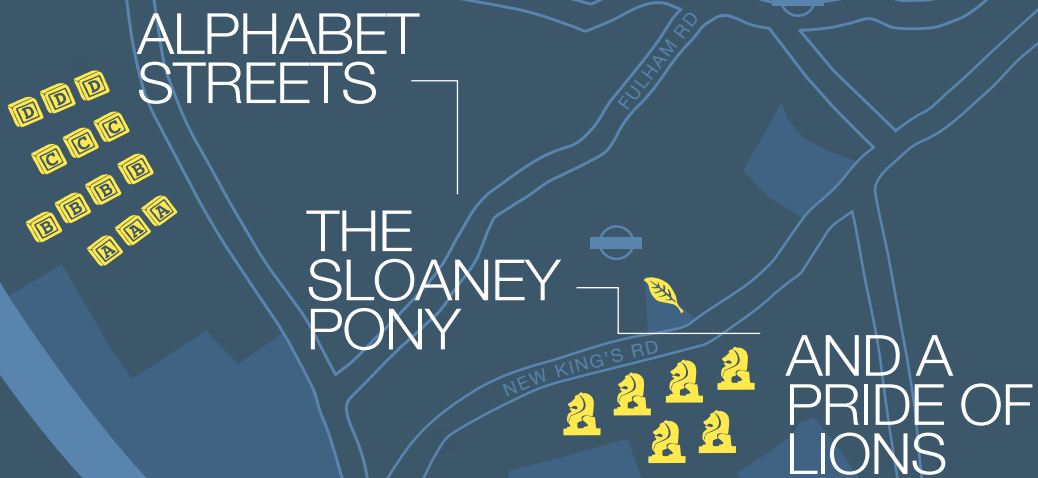 ALPHABET
STREETS
FULHAM RD
D D D
C C C
B B B B
A A A
THE
SLOANEY
PONY
NEW KING'S RD
AND A
PRIDE OF
LIONS